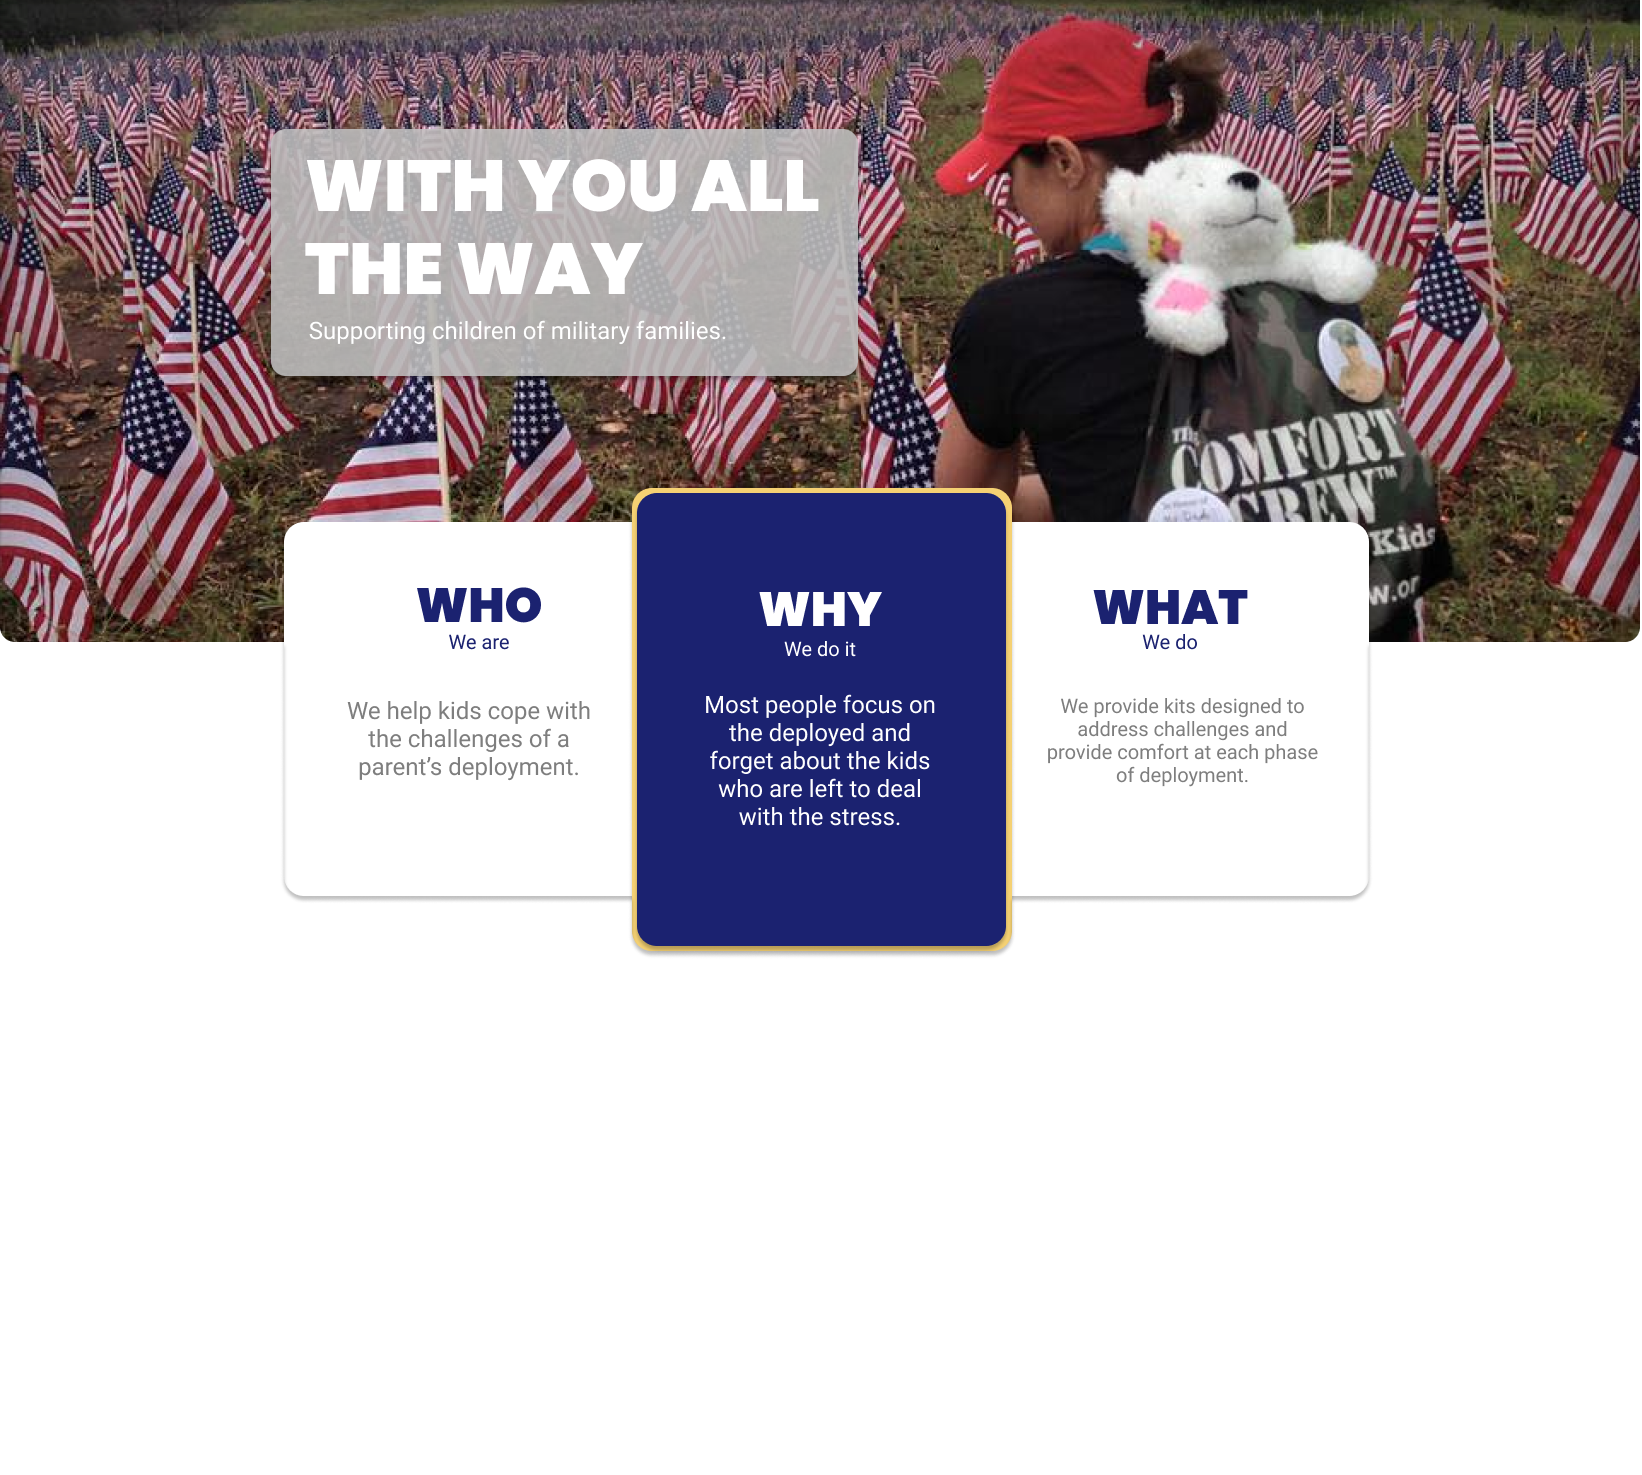 WITH YOU ALL
THE WAY
Supporting children of military families.
The
COMFORT
CREW™
Kids
w.or
WHO
We are
We help kids cope with
the challenges of a
parent’s deployment.
WHY
We do it
Most people focus on
the deployed and
forget about the kids
who are left to deal
with the stress.
WHAT
We do
We provide kits designed to
address challenges and
provide comfort at each phase
of deployment.